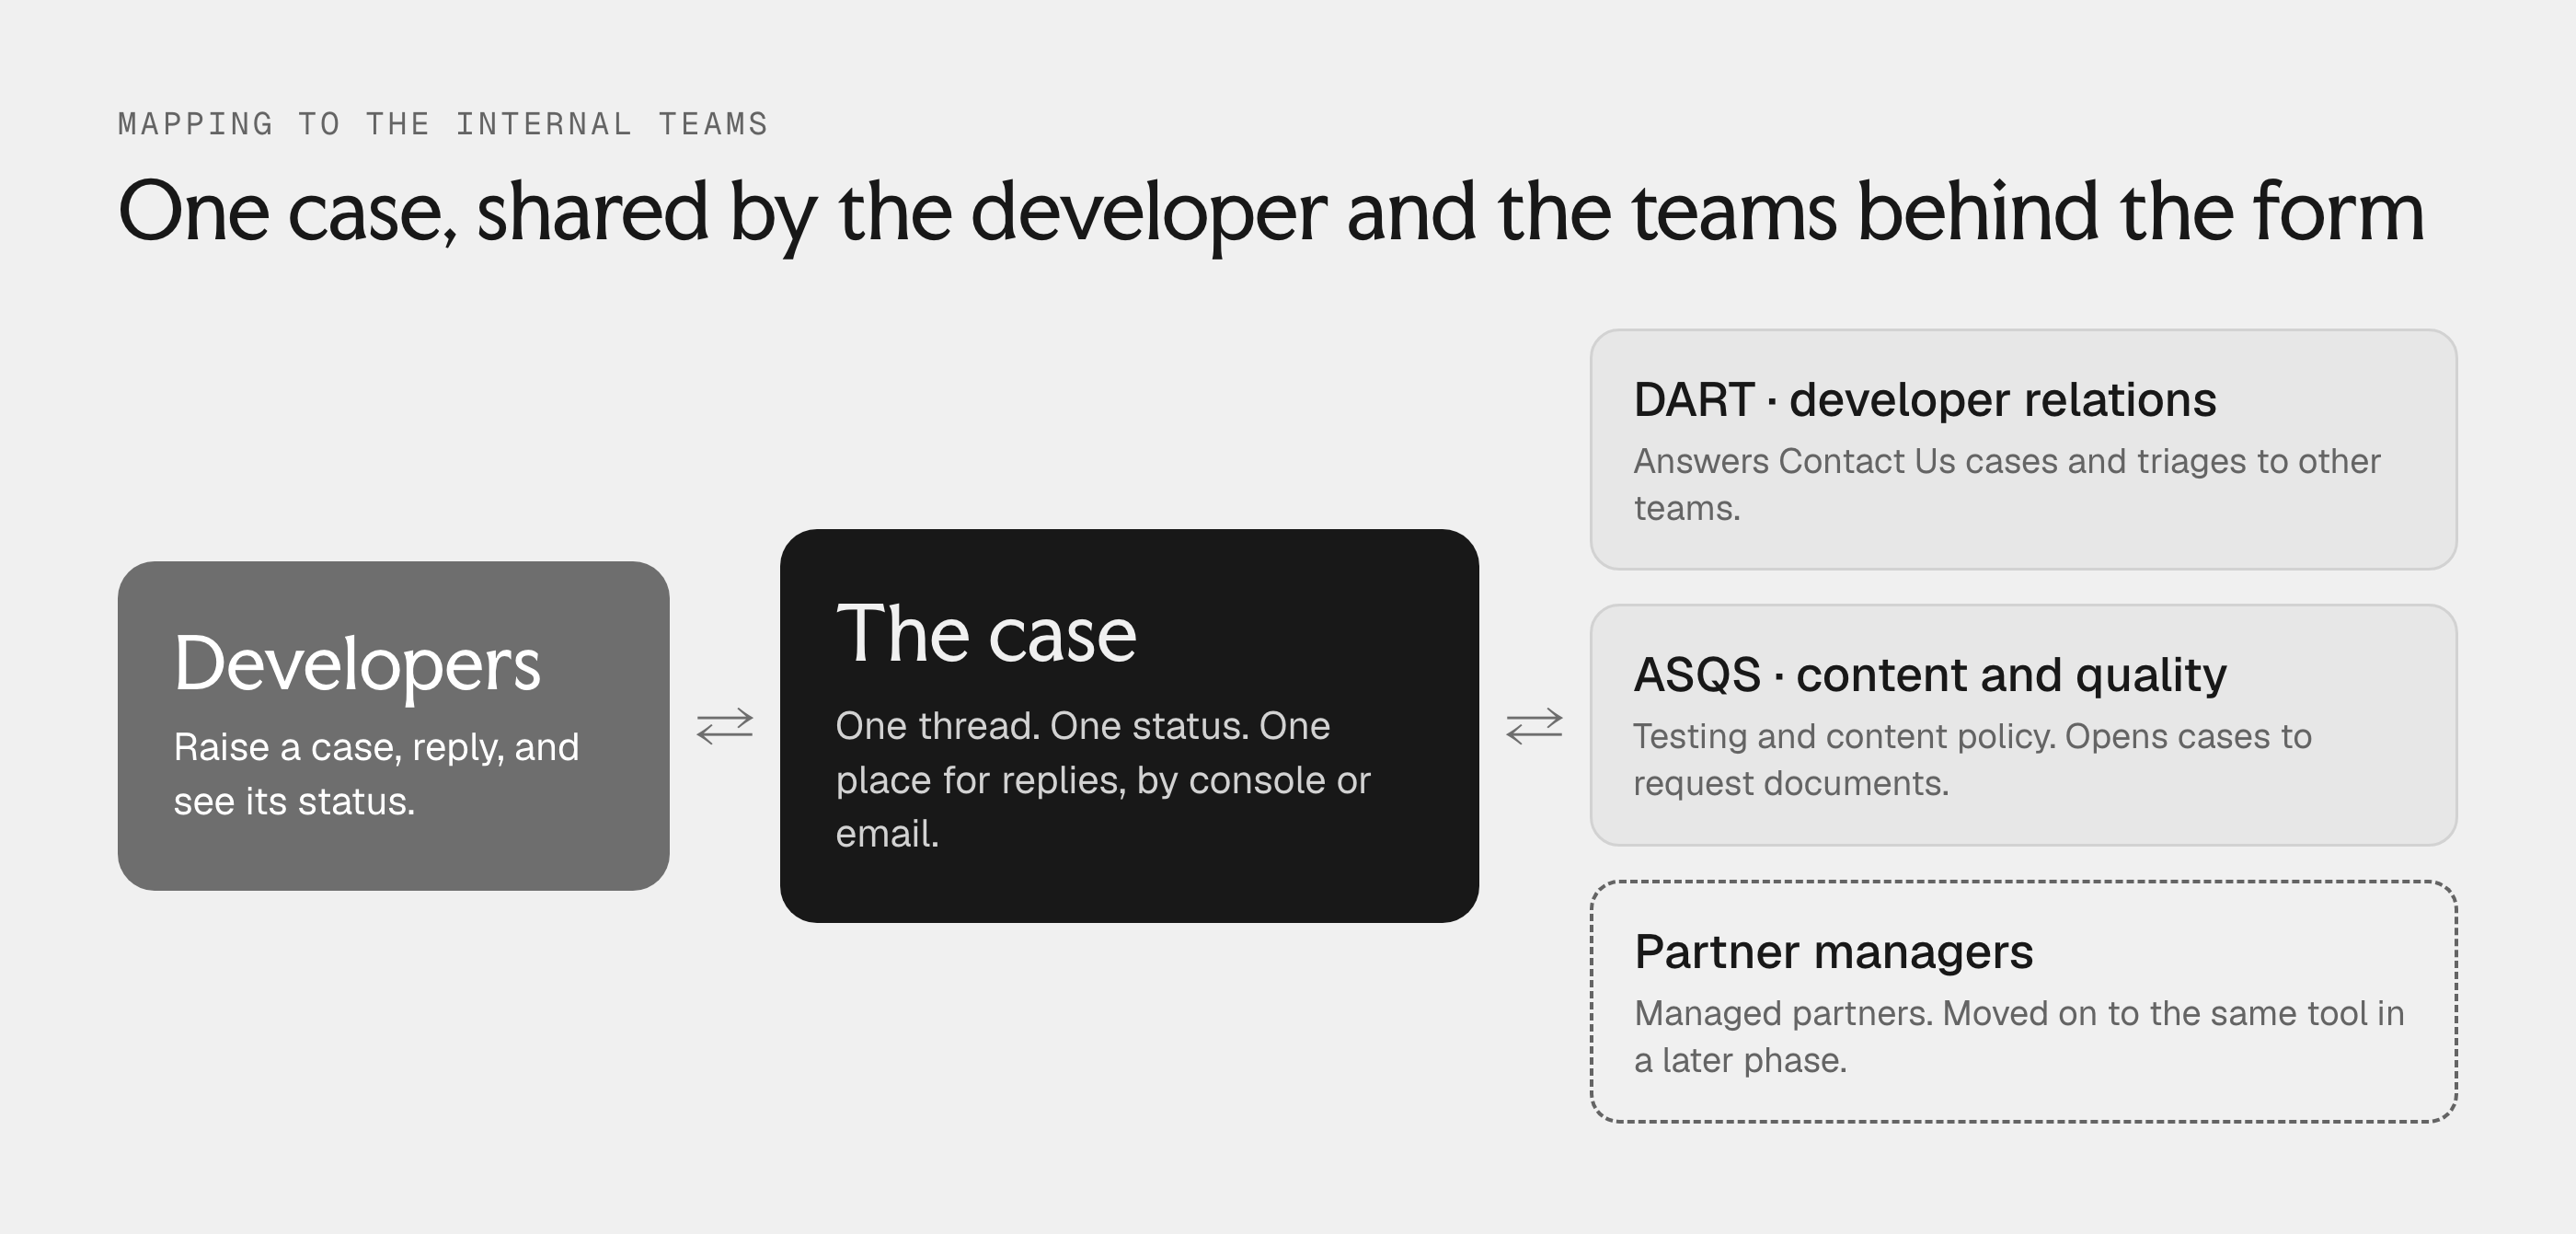 MAPPING TO THE INTERNAL TEAMS
One case, shared by the developer and the teams behind the form
Developers
Raise a case, reply, and
see its status.
The case
One thread. One status. One
place for replies, by console or
email.
DART · developer relations
Answers Contact Us cases and triages to other
teams.
ASQS · content and quality
Testing and content policy. Opens cases to
request documents.
Partner managers
Managed partners. Moved on to the same tool in
a later phase.